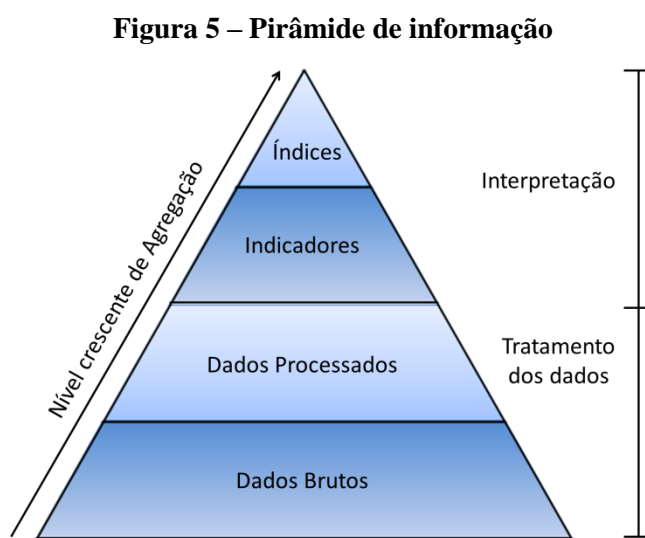 Figura 5 – Pirâmide de informação
Índices
Interpretação
Indicadores
Nível crescente de Agregação
Dados Processados
Tratamento
dos dados
Dados Brutos